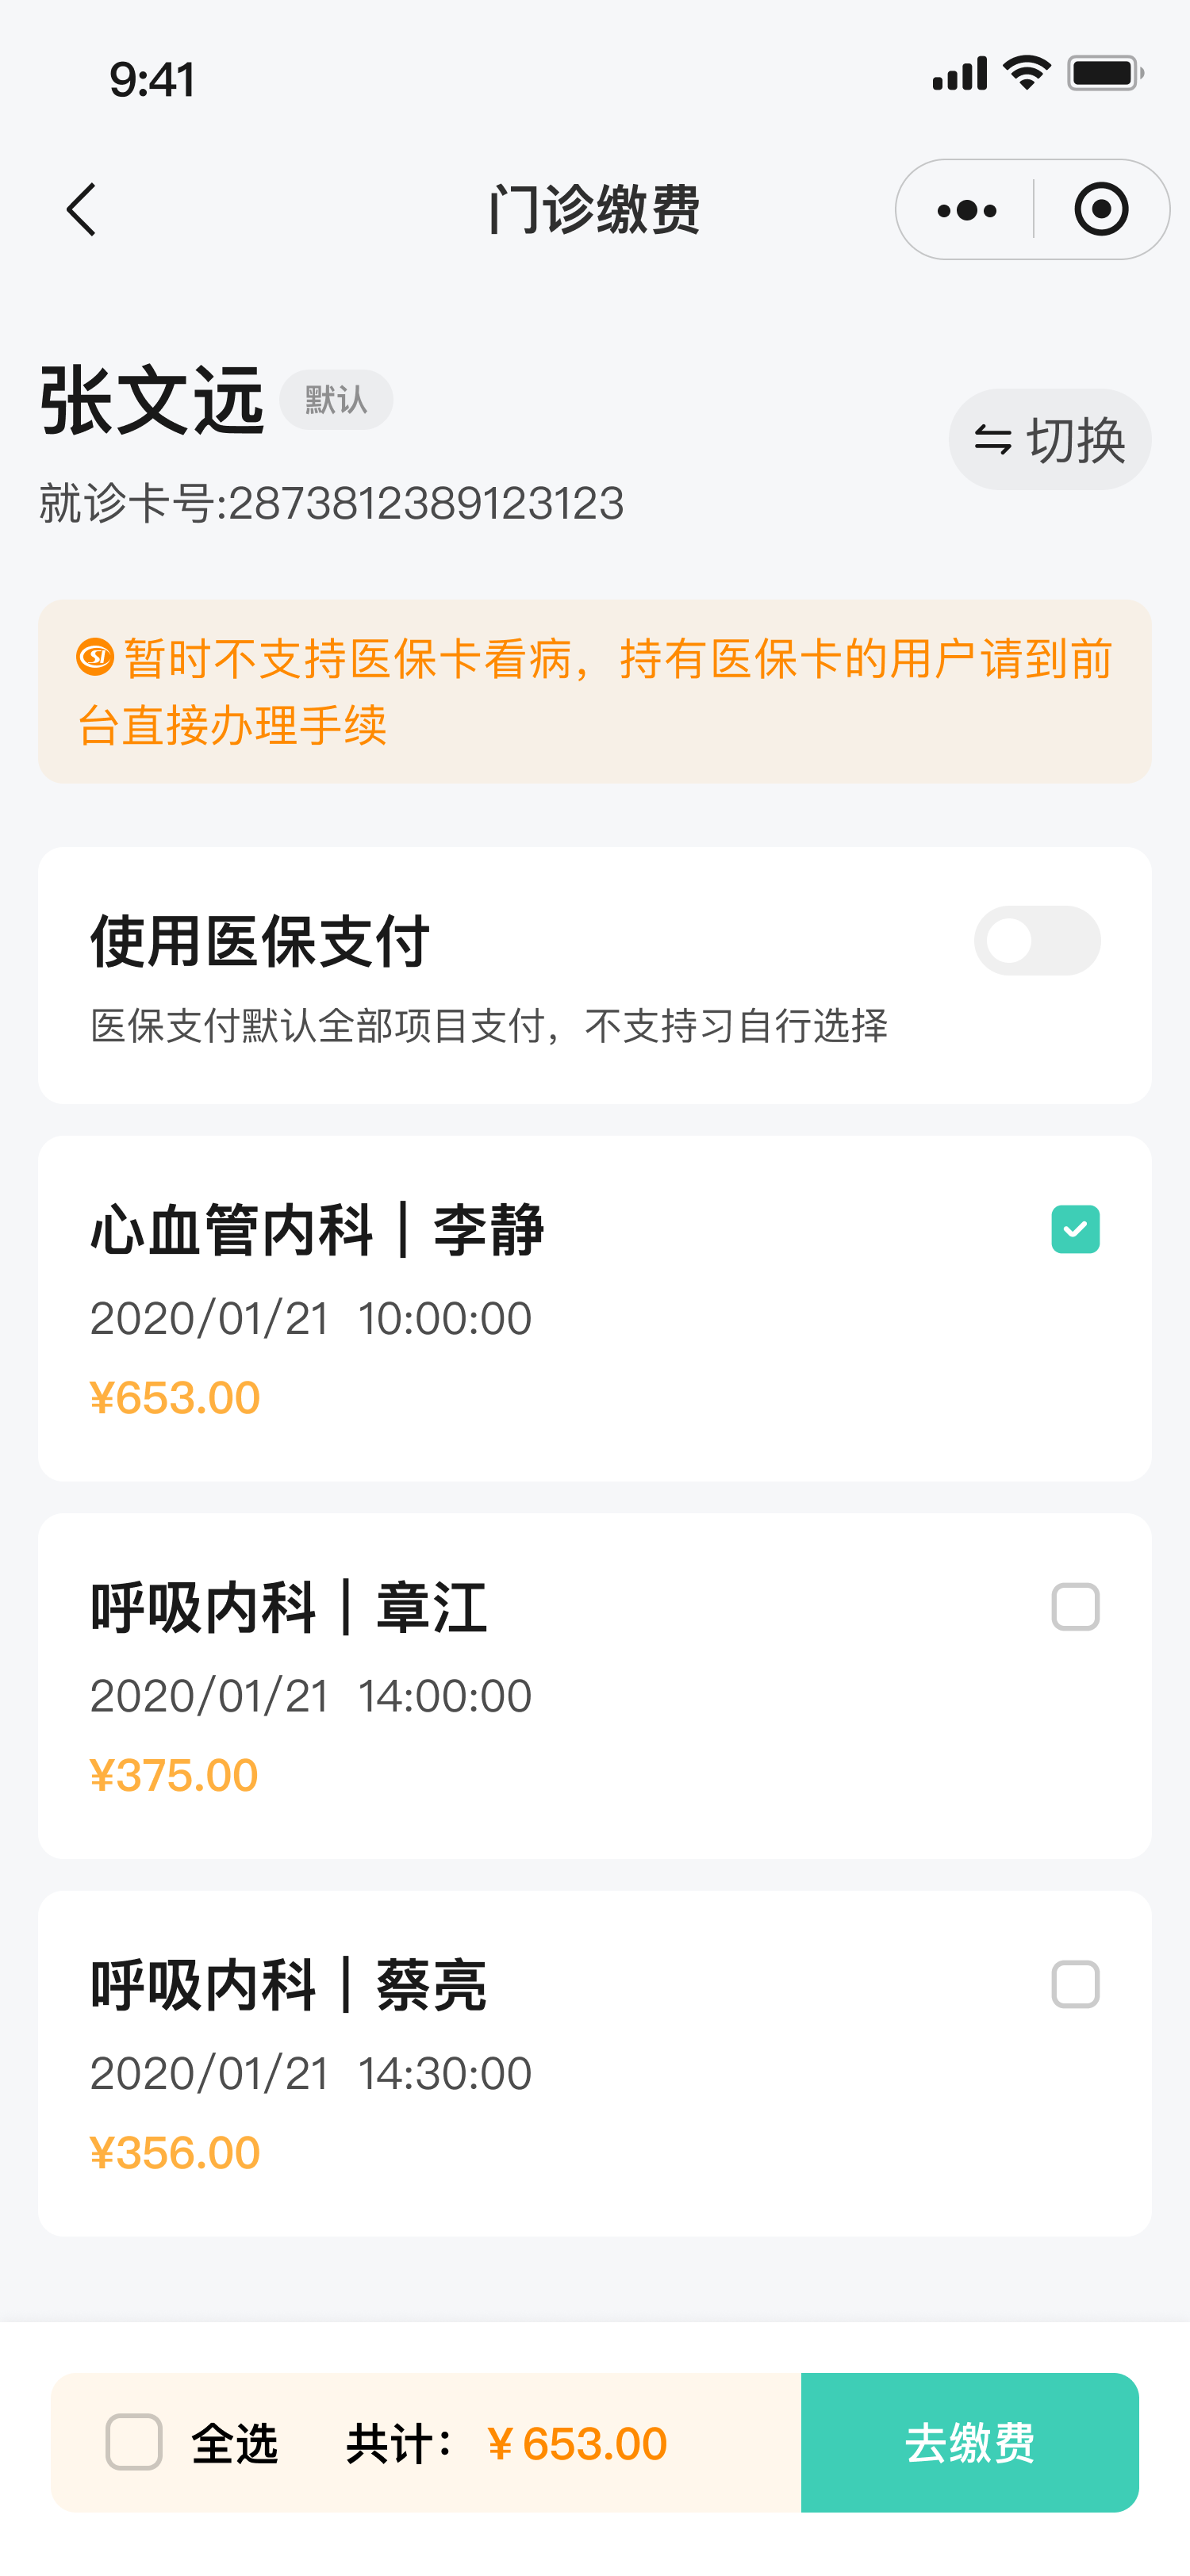 9:41
门诊缴费
张文远 默认
切换
就诊卡号:2873812389123123
暂时不支持医保卡看病，持有医保卡的用户请到前
台直接办理手续
使用医保支付
医保支付默认全部项目支付，不支持习自行选择
心血管内科｜李静
2020/01/21 10:00:00
¥653.00
呼吸内科｜章江
2020/01/21 14:00:00
¥375.00
呼吸内科｜蔡亮
2020/01/21 14:30:00
¥356.00
全选 共计： ¥ 653.00 去缴费